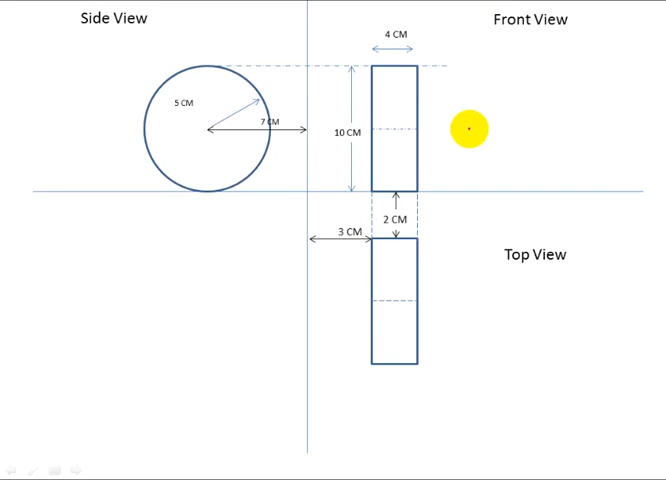 Side View
Front View
4 CM
5 CM
7 CM
10 CM
2 CM
3 CM
Top View